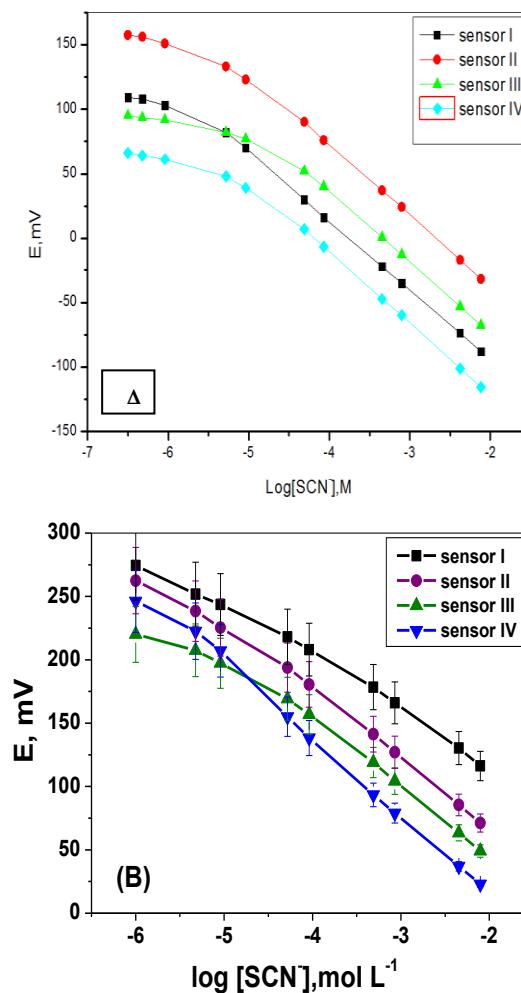 sensor I
sensor II
sensor III
sensor IV
150
100
50
0
-50
-100
-150
E, mV
Δ
-7
-6
-5
-4
-3
-2
Log[SCN⁻],M
300
250
200
150
100
50
0
E, mV
sensor I
sensor II
sensor III
sensor IV
(B)
-6
-5
-4
-3
-2
log [SCN⁻],mol L⁻¹